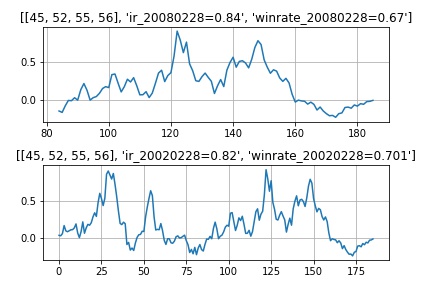 [[45, 52, 55, 56], 'ir_20080228=0.84', 'winrate_20080228=0.67']
0.5
0.0
80 100 120 140 160 180
[[45, 52, 55, 56], 'ir_20020228=0.82', 'winrate_20020228=0.701']
0.5
0.0
0 25 50 75 100 125 150 175